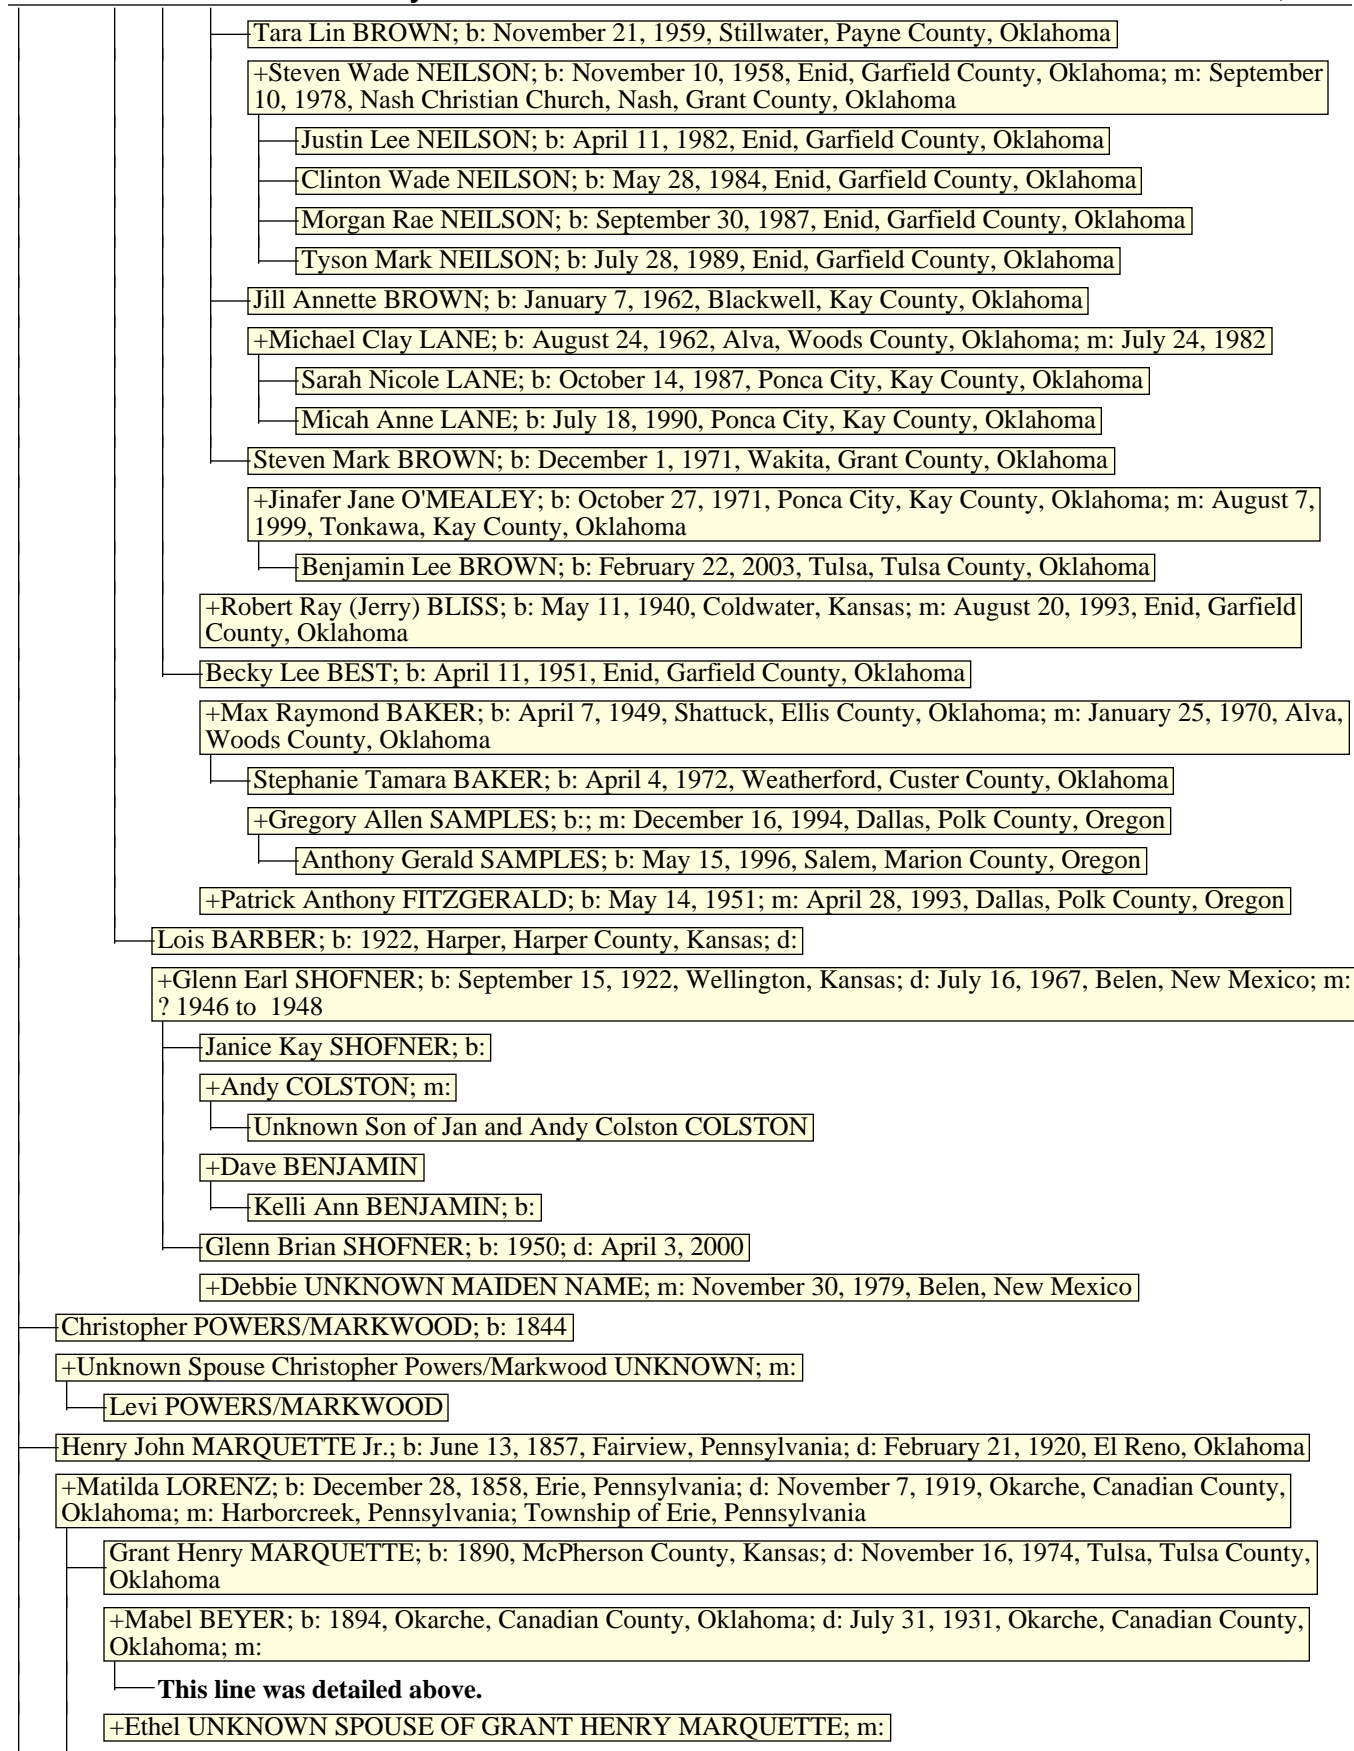 Tara Lin BROWN; b: November 21, 1959, Stillwater, Payne County, Oklahoma
+Steven Wade NEILSON; b: November 10, 1958, Enid, Garfield County, Oklahoma; m: September
10, 1978, Nash Christian Church, Nash, Grant County, Oklahoma
Justin Lee NEILSON; b: April 11, 1982, Enid, Garfield County, Oklahoma
Clinton Wade NEILSON; b: May 28, 1984, Enid, Garfield County, Oklahoma
Morgan Rae NEILSON; b: September 30, 1987, Enid, Garfield County, Oklahoma
Tyson Mark NEILSON; b: July 28, 1989, Enid, Garfield County, Oklahoma
Jill Annette BROWN; b: January 7, 1962, Blackwell, Kay County, Oklahoma
+Michael Clay LANE; b: August 24, 1962, Alva, Woods County, Oklahoma; m: July 24, 1982
Sarah Nicole LANE; b: October 14, 1987, Ponca City, Kay County, Oklahoma
Micah Anne LANE; b: July 18, 1990, Ponca City, Kay County, Oklahoma
Steven Mark BROWN; b: December 1, 1971, Wakita, Grant County, Oklahoma
+Jinafer Jane O'MEALEY; b: October 27, 1971, Ponca City, Kay County, Oklahoma; m: August 7,
1999, Tonkawa, Kay County, Oklahoma
Benjamin Lee BROWN; b: February 22, 2003, Tulsa, Tulsa County, Oklahoma
+Robert Ray (Jerry) BLISS; b: May 11, 1940, Coldwater, Kansas; m: August 20, 1993, Enid, Garfield
County, Oklahoma
Becky Lee BEST; b: April 11, 1951, Enid, Garfield County, Oklahoma
+Max Raymond BAKER; b: April 7, 1949, Shattuck, Ellis County, Oklahoma; m: January 25, 1970, Alva,
Woods County, Oklahoma
Stephanie Tamara BAKER; b: April 4, 1972, Weatherford, Custer County, Oklahoma
+Gregory Allen SAMPLES; b:; m: December 16, 1994, Dallas, Polk County, Oregon
Anthony Gerald SAMPLES; b: May 15, 1996, Salem, Marion County, Oregon
+Patrick Anthony FITZGERALD; b: May 14, 1951; m: April 28, 1993, Dallas, Polk County, Oregon
Lois BARBER; b: 1922, Harper, Harper County, Kansas; d:
+Glenn Earl SHOFNER; b: September 15, 1922, Wellington, Kansas; d: July 16, 1967, Belen, New Mexico; m:
? 1946 to  1948
Janice Kay SHOFNER; b:
+Andy COLSTON; m:
Unknown Son of Jan and Andy Colston COLSTON
+Dave BENJAMIN
Kelli Ann BENJAMIN; b:
Glenn Brian SHOFNER; b: 1950; d: April 3, 2000
+Debbie UNKNOWN MAIDEN NAME; m: November 30, 1979, Belen, New Mexico
Christopher POWERS/MARKWOOD; b: 1844
+Unknown Spouse Christopher Powers/Markwood UNKNOWN; m:
Levi POWERS/MARKWOOD
Henry John MARQUETTE Jr.; b: June 13, 1857, Fairview, Pennsylvania; d: February 21, 1920, El Reno, Oklahoma
+Matilda LORENZ; b: December 28, 1858, Erie, Pennsylvania; d: November 7, 1919, Okarche, Canadian County,
Oklahoma; m: Harborcreek, Pennsylvania; Township of Erie, Pennsylvania
Grant Henry MARQUETTE; b: 1890, McPherson County, Kansas; d: November 16, 1974, Tulsa, Tulsa County,
Oklahoma
+Mabel BEYER; b: 1894, Okarche, Canadian County, Oklahoma; d: July 31, 1931, Okarche, Canadian County,
Oklahoma; m:
This line was detailed above.
+Ethel UNKNOWN SPOUSE OF GRANT HENRY MARQUETTE; m: